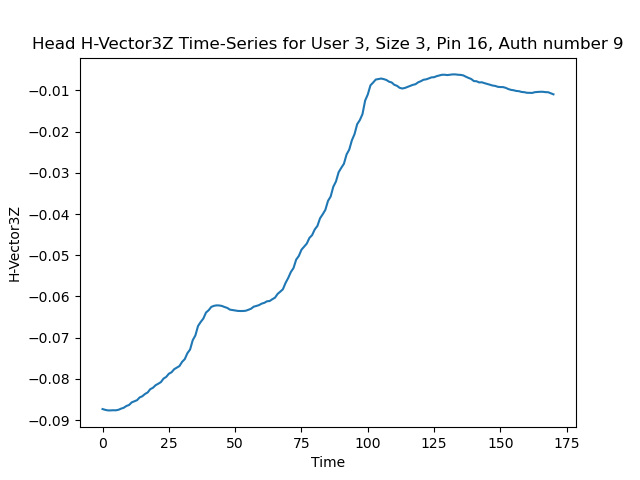 Head H-Vector3Z Time-Series for User 3, Size 3, Pin 16, Auth number 9
H-Vector3Z
−0.01
−0.02
−0.03
−0.04
−0.05
−0.06
−0.07
−0.08
−0.09
0 25 50 75 100 125 150 175
Time